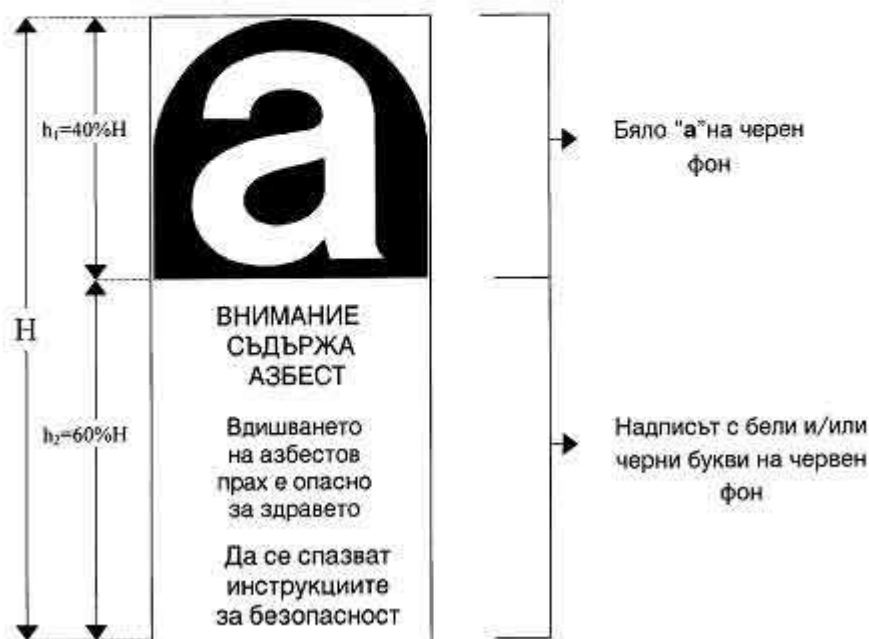 h₁=40%H
a
Бяло "а"на черен
фон
H
ВНИМАНИЕ
СЪДЪРЖА
АЗБЕСТ
h₂=60%H
Вдишването
на азбестов
прах е опасно
за здравето
Да се спазват
инструкциите
за безопасност
Надписът с бели и/или
черни букви на червен
фон